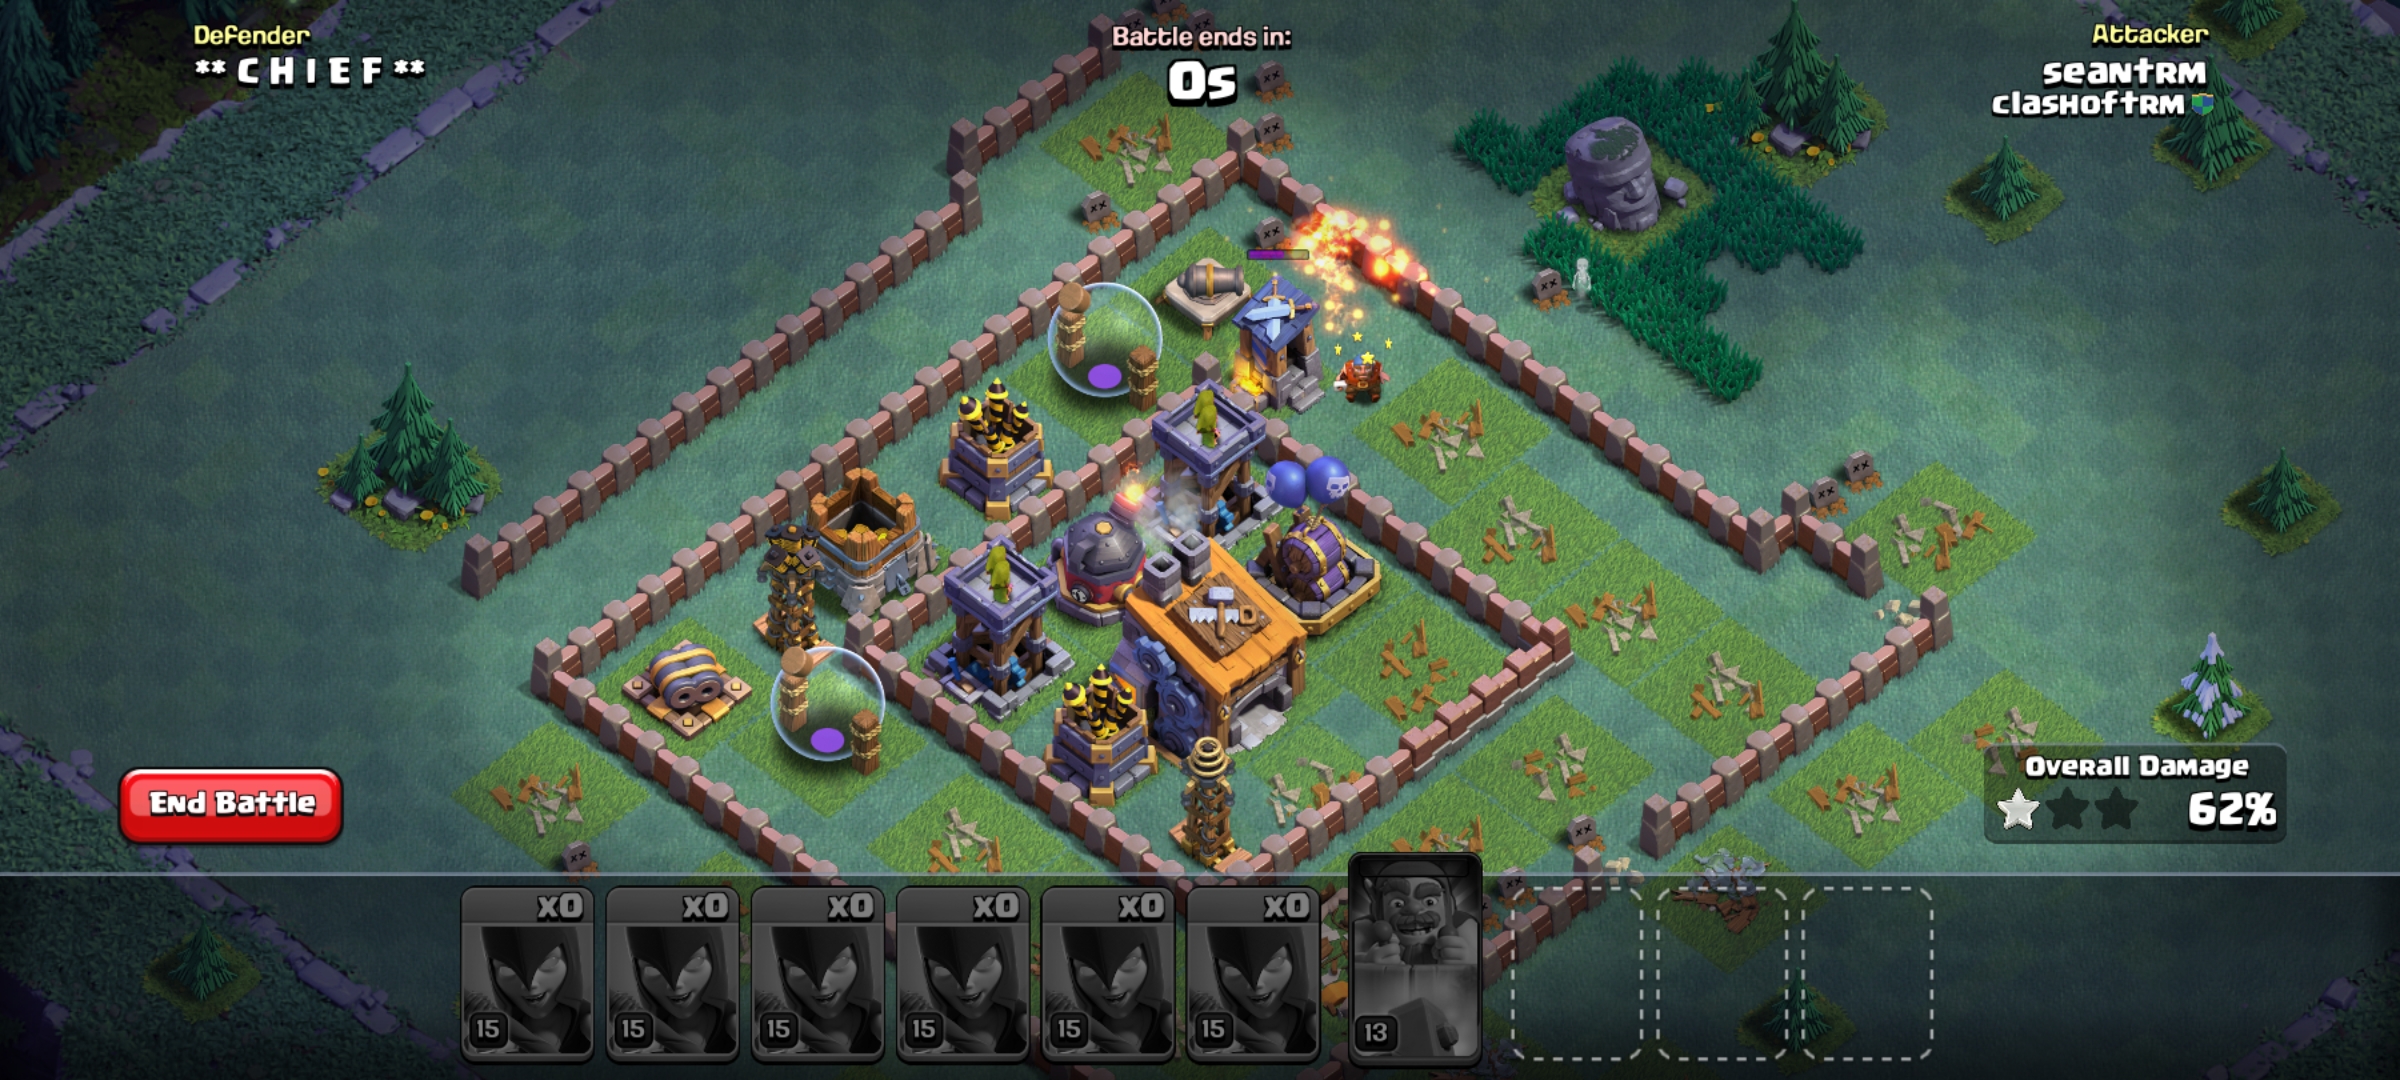 Defender
** C H I E F **
Battle ends in:
0s
Attacker
seantrm
clashoftrm
End Battle
Overall Damage
62%
x0
x0
x0
x0
x0
x0
15
15
15
15
15
15
13